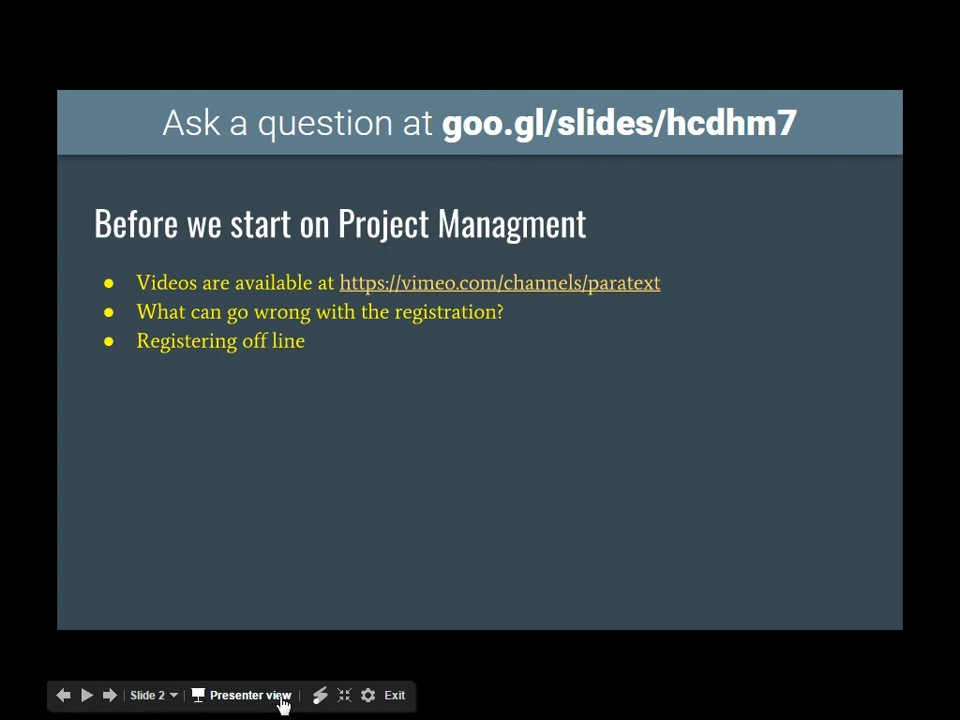 Ask a question at goo.gl/slides/hcdhm7
Before we start on Project Managment
● Videos are available at https://vimeo.com/channels/paratext
● What can go wrong with the registration?
● Registering off line
Slide 2 Presenter view Exit